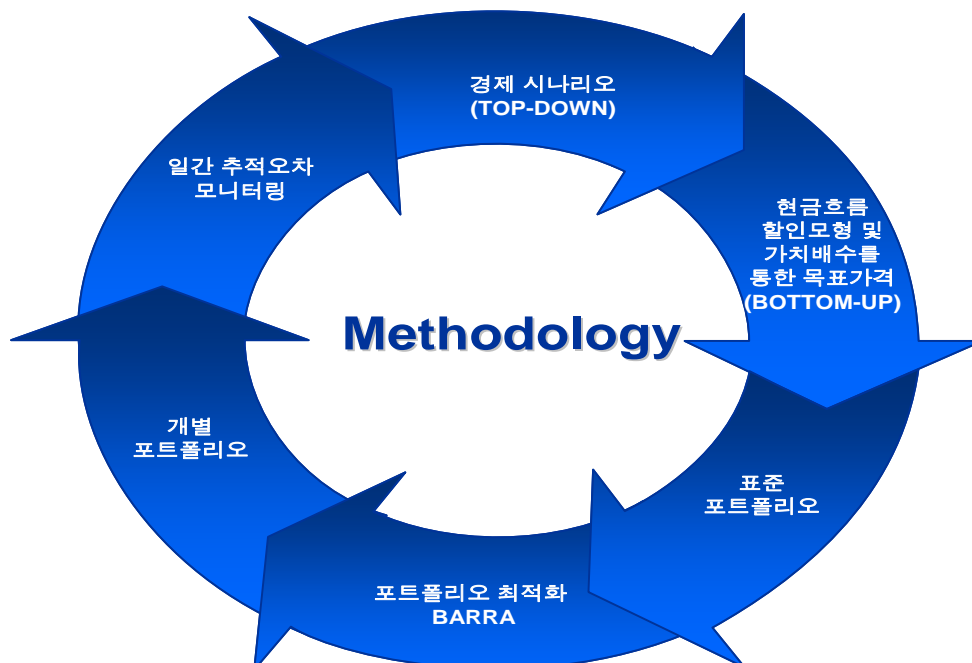 경제 시나리오
(TOP-DOWN)
현금흐름
할인모형 및
가치배수를
통한 목표가격
(BOTTOM-UP)
표준
포트폴리오
포트폴리오 최적화
BARRA
개별
포트폴리오
일간 추적오차
모니터링
Methodology